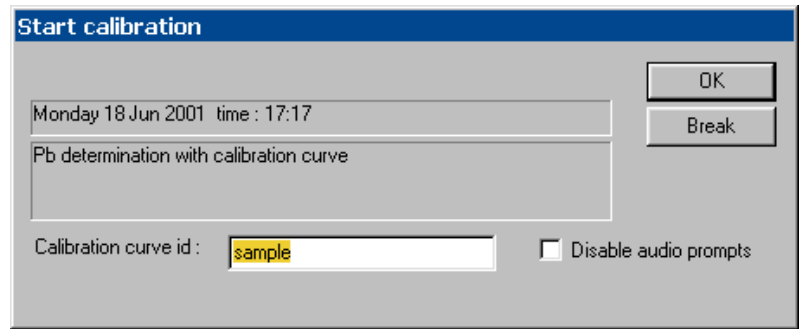 Start calibration
OK
Monday 18 Jun 2001 time : 17:17
Break
Pb determination with calibration curve
Calibration curve id : sample
Disable audio prompts